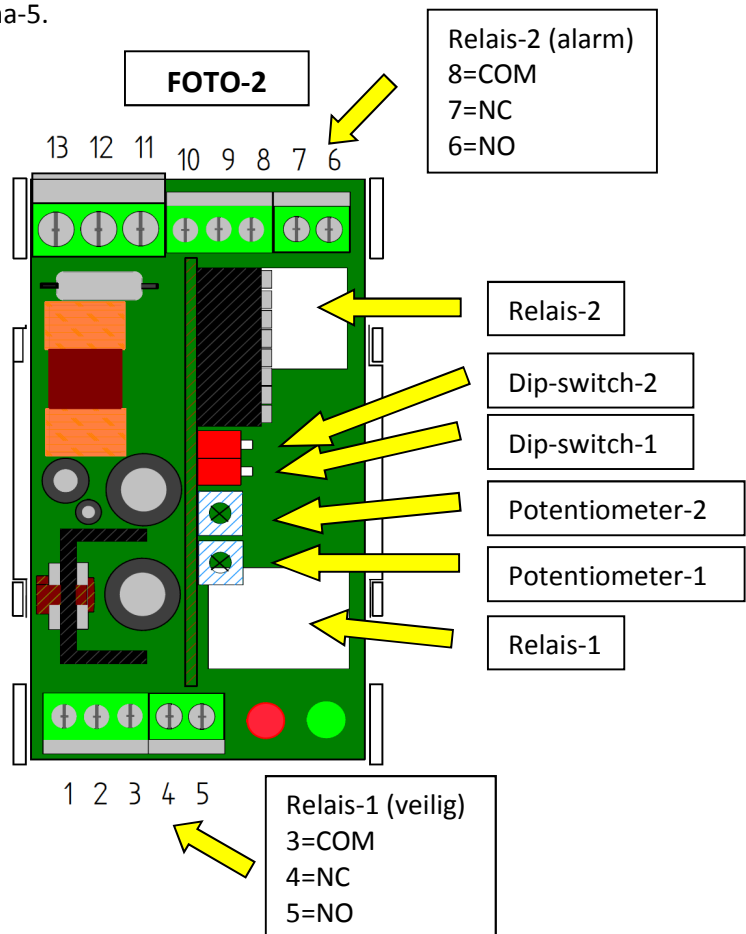 na-5.
FOTO-2
Relais-2 (alarm)
8=COM
7=NC
6=NO
13 12 11 10 9 8 7 6
Relais-2
Dip-switch-2
Dip-switch-1
Potentiometer-2
Potentiometer-1
Relais-1
1 2 3 4 5
Relais-1 (veilig)
3=COM
4=NC
5=NO